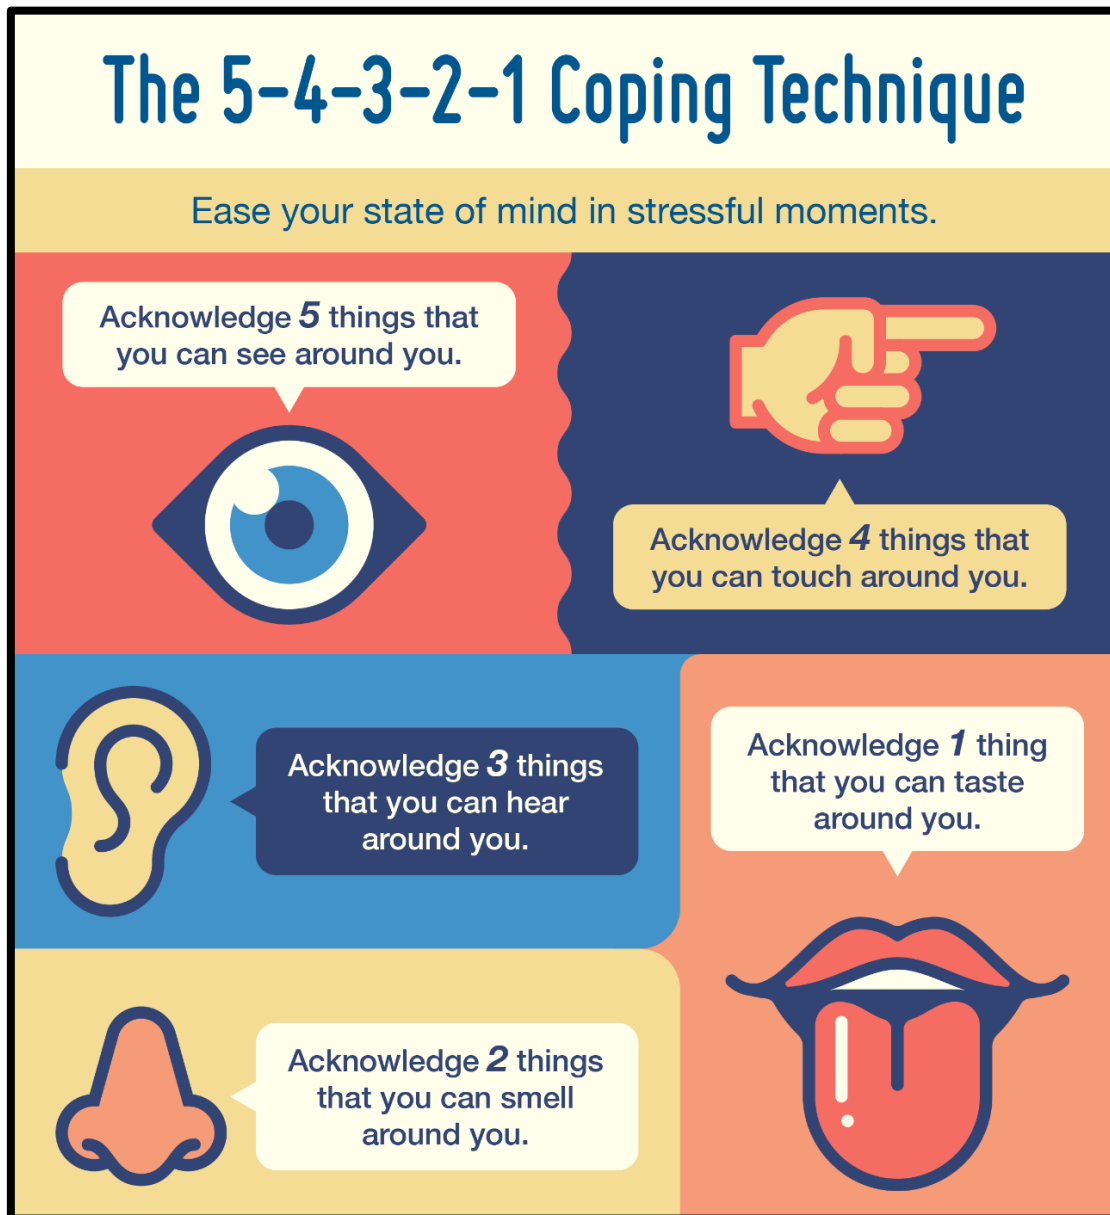 The 5-4-3-2-1 Coping Technique
Ease your state of mind in stressful moments.
Acknowledge 5 things that
you can see around you.
Acknowledge 4 things that
you can touch around you.
Acknowledge 3 things
that you can hear
around you.
Acknowledge 2 things
that you can smell
around you.
Acknowledge 1 thing
that you can taste
around you.